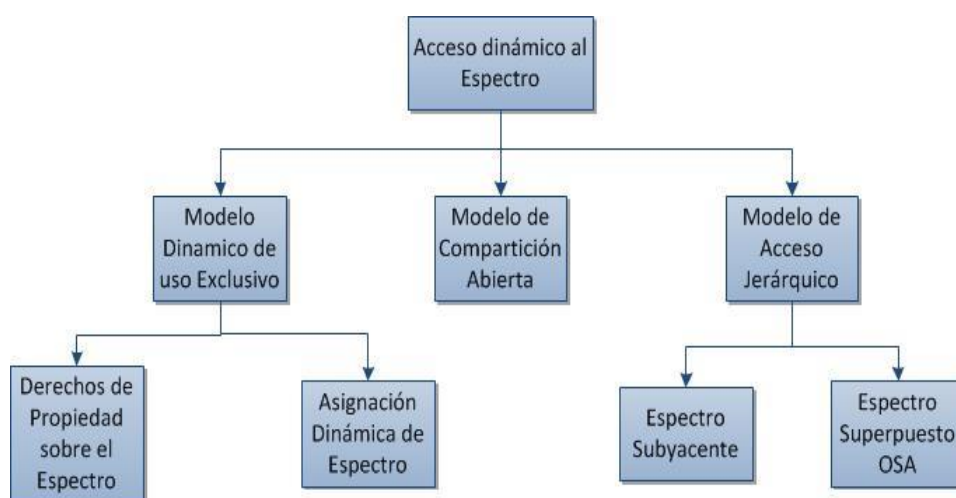 Acceso dinámico al
Espectro
Modelo
Dinamico de
uso Exclusivo
Modelo de
Compartición
Abierta
Modelo de
Acceso
Jerárquico
Derechos de
Propiedad
sobre el
Espectro
Asignación
Dinámica de
Espectro
Espectro
Subyacente
Espectro
Superpuesto
OSA